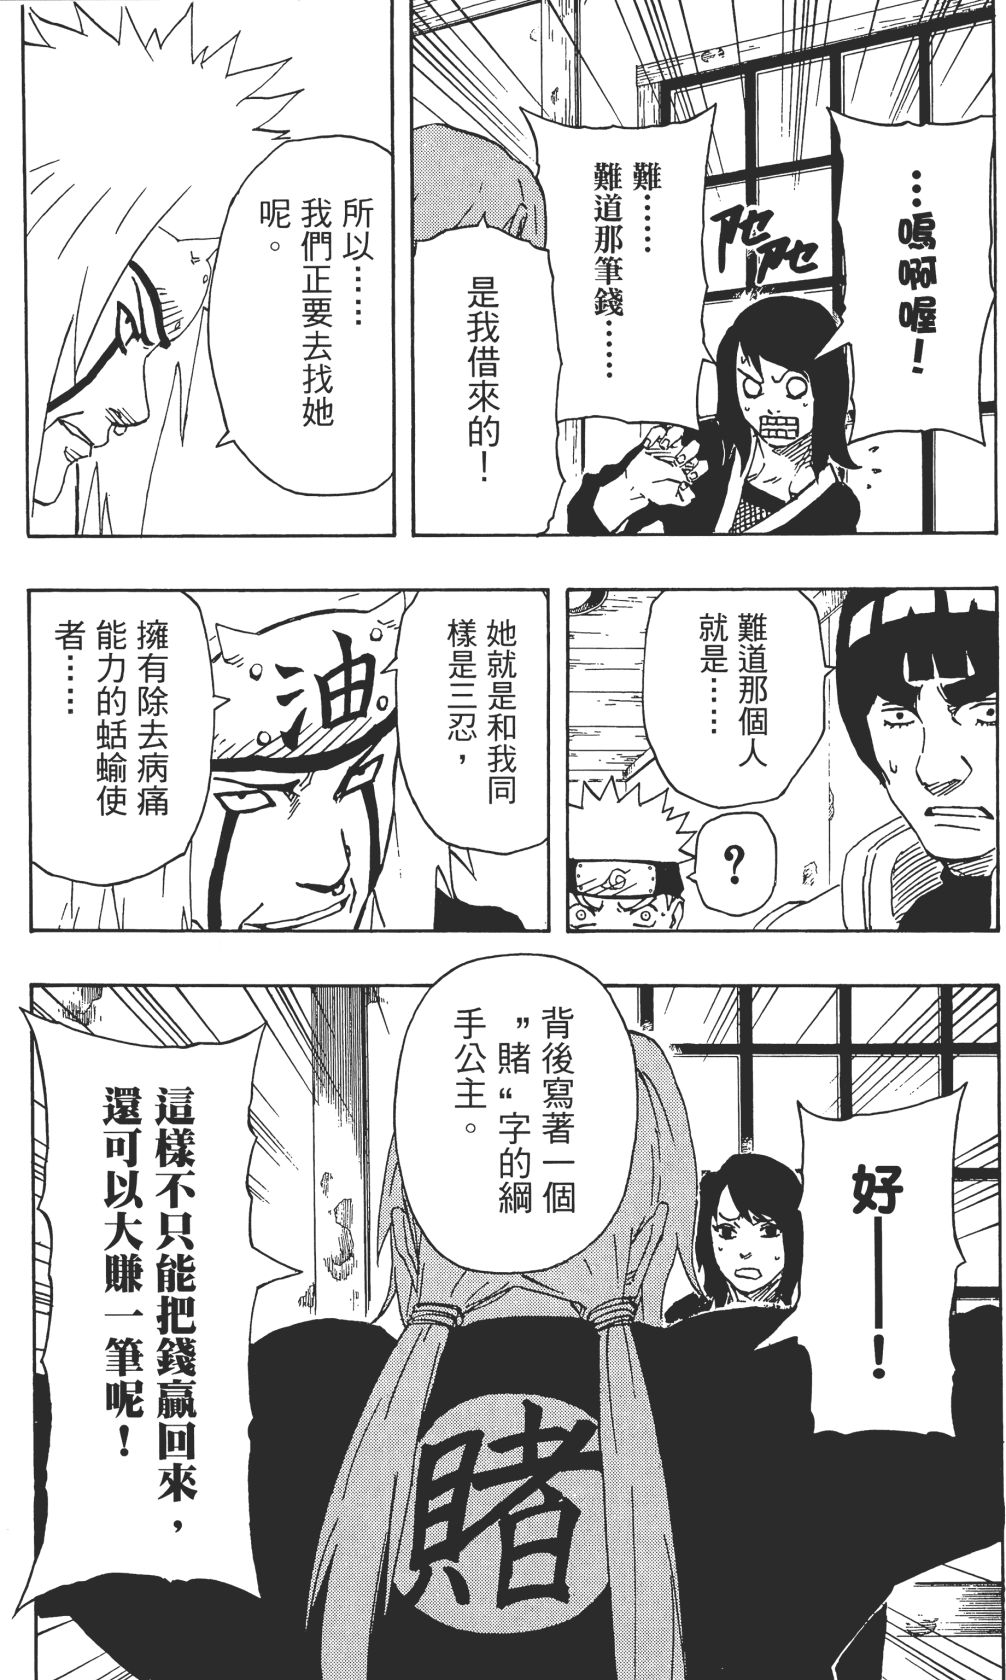 …嗚啊喔！
難……
難道那筆錢……
是我借來的！
所以……
我們正要去找她
呢。
難道那個人
就是……
？
她就是和我同
樣是三忍，
油
擁有除去病痛
能力的蛞蝓使
者……
好——！
背後寫著一個
”賭“字的綱
手公主。
賭
這樣不只能把錢贏回來，
還可以大賺一筆呢！